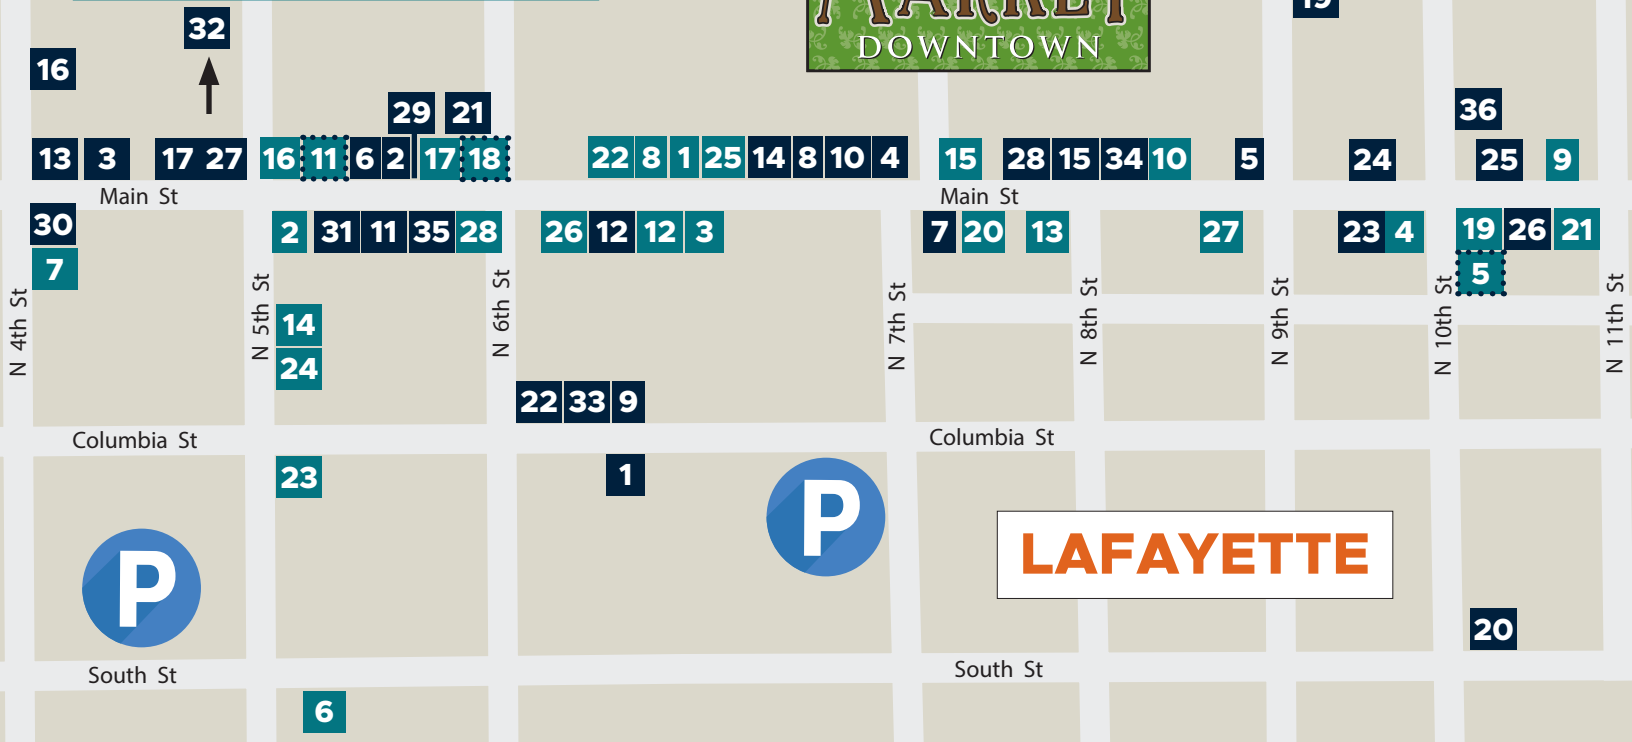 MARKET
DOWNTOWN
19
32
16
29 21
36
13 3 17 27 16 11 6 2 17 18 22 8 1 25 14 8 10 4 15 28 15 34 10 5 24 25 9
Main St Main St
30 2 31 11 35 28 26 12 12 3 7 20 13 27 23 4 19 26 21
7 5
N 4th St
N 5th St
N 6th St
N 7th St
N 8th St
N 9th St
N 10th St
N 11th St
14
24
22 33 9
Columbia St Columbia St
23 1
P
P
LAFAYETTE
20
South St South St
6